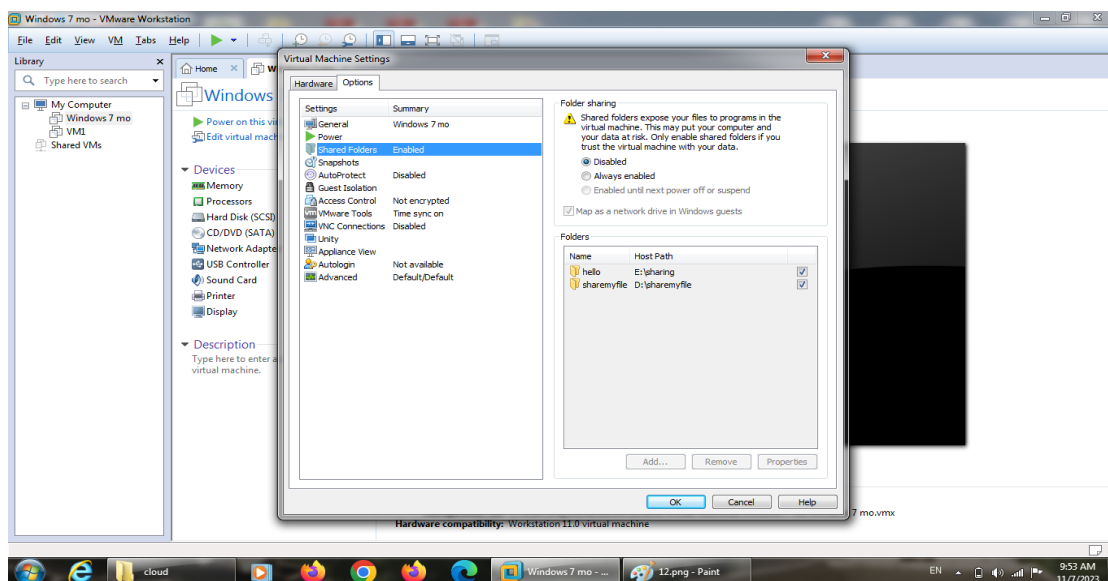 Windows 7 mo - VMware Workstation
File Edit View VM Tabs Help
Library
Type here to search
My Computer
Windows 7 mo
VM1
Shared VMs
Home
W
Windows
Power on this vi
Edit virtual mach
Devices
Memory
Processors
Hard Disk (SCSI)
CD/DVD (SATA)
Network Adapte
USB Controller
Sound Card
Printer
Display
Description
Type here to enter a
virtual machine.
Virtual Machine Settings
Hardware Options
Settings Summary
General Windows 7 mo
Power
Shared Folders Enabled
Snapshots
AutoProtect Disabled
Guest Isolation
Access Control Not encrypted
VMware Tools Time sync on
VNC Connections Disabled
Unity
Appliance View
Autologin Not available
Advanced Default/Default
Folder sharing
Shared folders expose your files to programs in the
virtual machine. This may put your computer and
your data at risk. Only enable shared folders if you
trust the virtual machine with your data.
Disabled
Always enabled
Enabled until next power off or suspend
Map as a network drive in Windows guests
Folders
Name Host Path
hello E:\sharing
sharemyfile D:\sharemyfile
Add... Remove Properties
OK Cancel Help
7 mo.vmx
Hardware compatibility: Workstation 11.0 virtual machine
cloud
Windows 7 mo - ...
12.png - Paint
EN
9:53 AM
11/7/2023